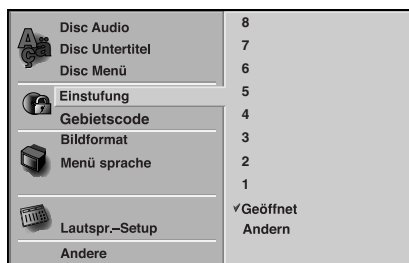 Disc Audio
Disc Untertitel
Disc Menü
Einstufung
Gebietscode
Bildformat
Menü sprache
Lautspr.–Setup
Andere
8
7
6
5
4
3
2
1
Geöffnet
Andern